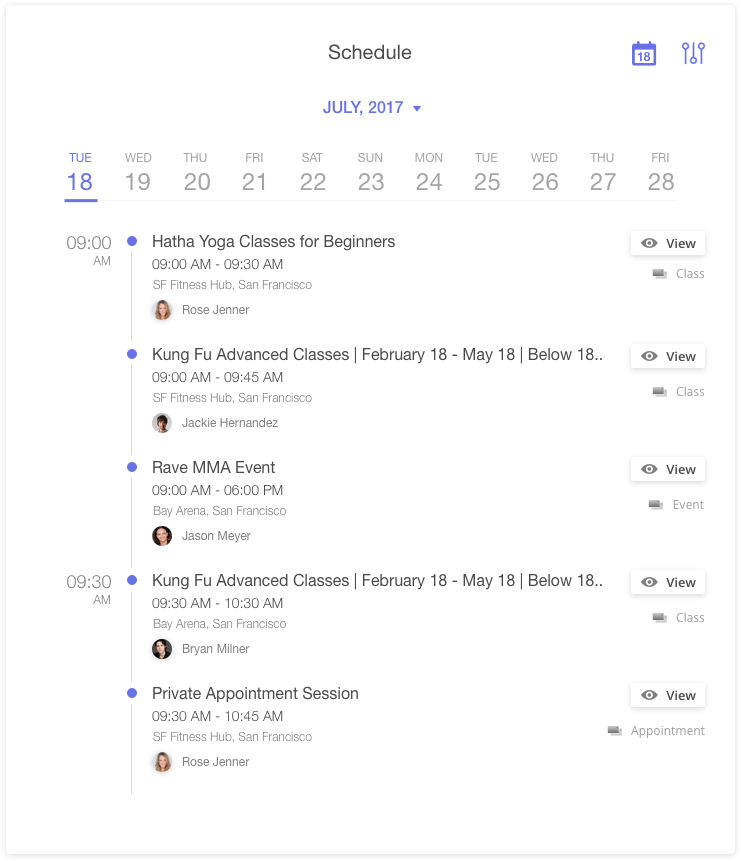 Schedule
18
JULY, 2017
TUE WED THU FRI SAT SUN MON TUE WED THU FRI
18 19 20 21 22 23 24 25 26 27 28
09:00 AM
Hatha Yoga Classes for Beginners
View
09:00 AM - 09:30 AM
Class
SF Fitness Hub, San Francisco
Rose Jenner
Kung Fu Advanced Classes | February 18 - May 18 | Below 18..
View
09:00 AM - 09:45 AM
Class
SF Fitness Hub, San Francisco
Jackie Hernandez
Rave MMA Event
View
09:00 AM - 06:00 PM
Event
Bay Arena, San Francisco
Jason Meyer
09:30 AM
Kung Fu Advanced Classes | February 18 - May 18 | Below 18..
View
09:30 AM - 10:30 AM
Class
Bay Arena, San Francisco
Bryan Milner
Private Appointment Session
View
09:30 AM - 10:45 AM
Appointment
SF Fitness Hub, San Francisco
Rose Jenner